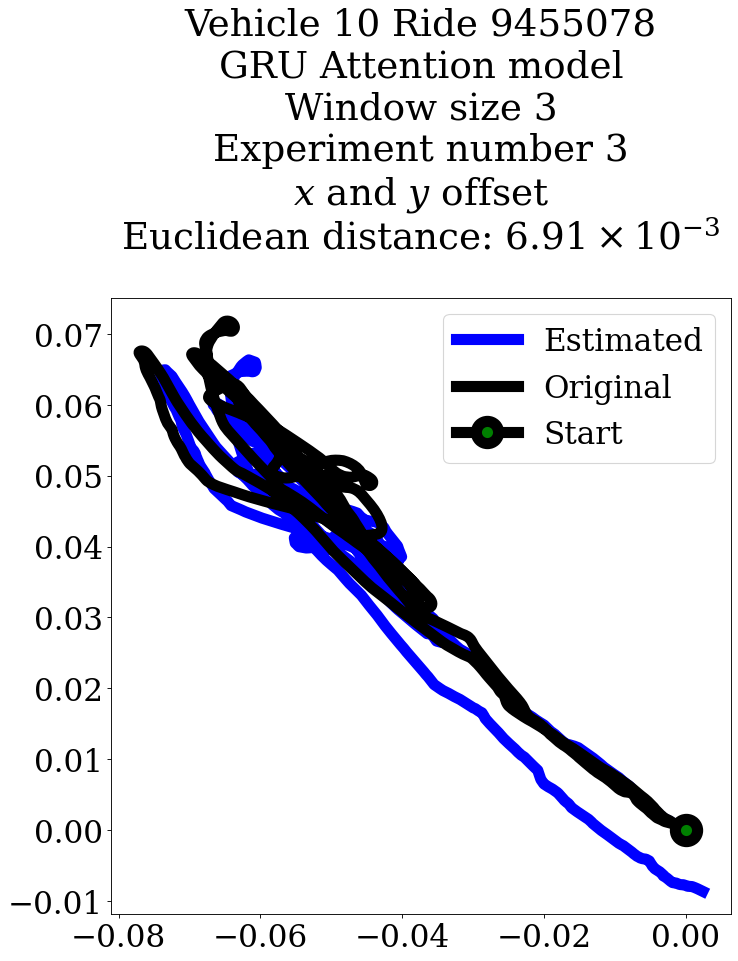 Vehicle 10 Ride 9455078
GRU Attention model
Window size 3
Experiment number 3
x and y offset
Euclidean distance: 6.91 × 10⁻³
Estimated
Original
Start
0.07
0.06
0.05
0.04
0.03
0.02
0.01
0.00
−0.01
−0.08
−0.06
−0.04
−0.02
0.00